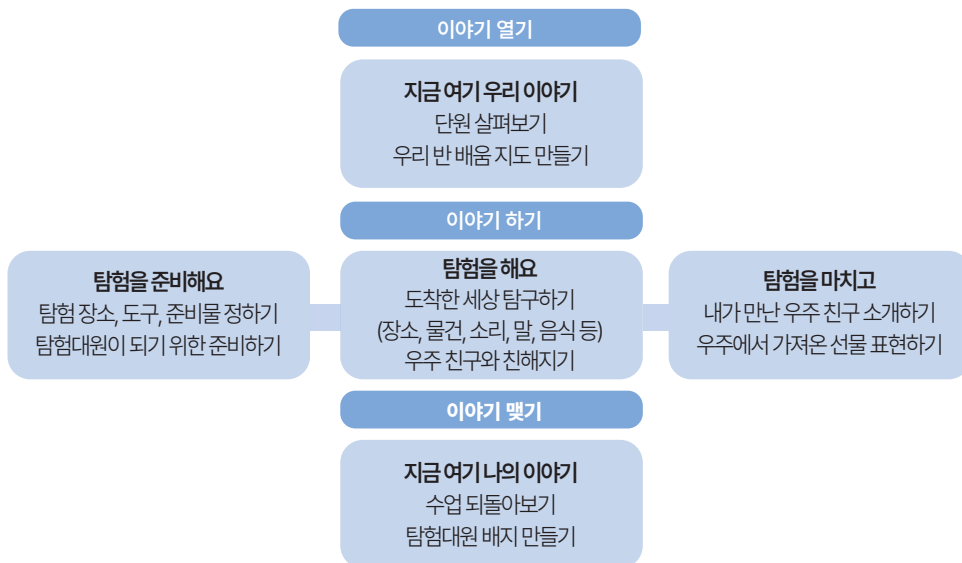 이야기 열기
지금 여기 우리 이야기
단원 살펴보기
우리 반 배움 지도 만들기
이야기 하기
탐험을 준비해요
탐험 장소, 도구, 준비물 정하기
탐험대원이 되기 위한 준비하기
탐험을 해요
도착한 세상 탐구하기
(장소, 물건, 소리, 말, 음식 등)
우주 친구와 친해지기
탐험을 마치고
내가 만난 우주 친구 소개하기
우주에서 가져온 선물 표현하기
이야기 맺기
지금 여기 나의 이야기
수업 되돌아보기
탐험대원 배지 만들기